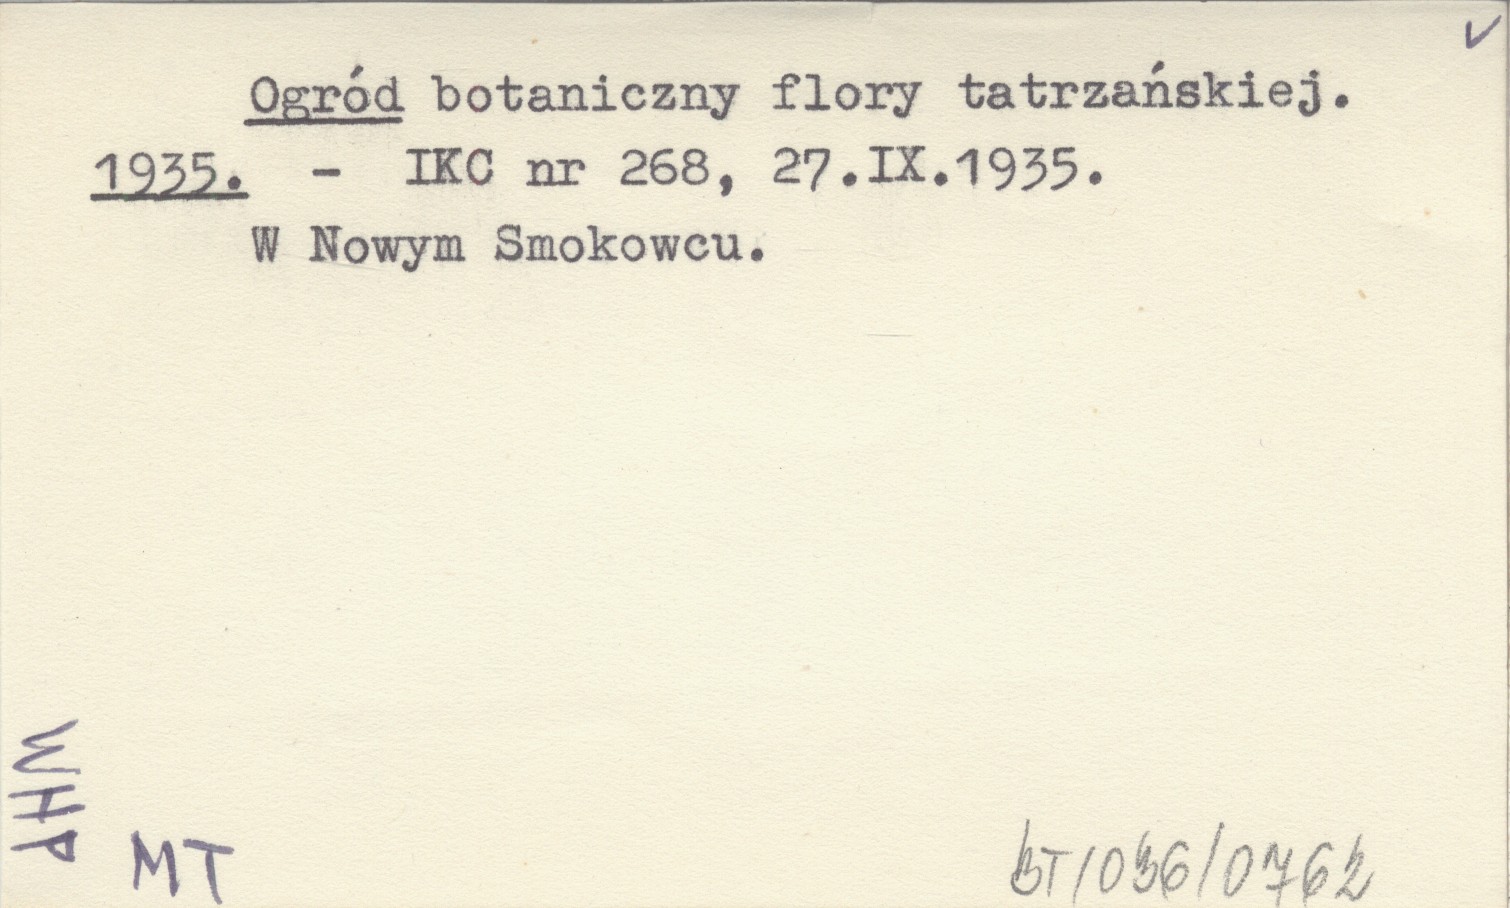 Ogród botaniczny flory tatrzańskiej.
1935. - IKC nr 268, 27.IX.1935.
W Nowym Smokowcu.
WHP
MT
BT/036/0762